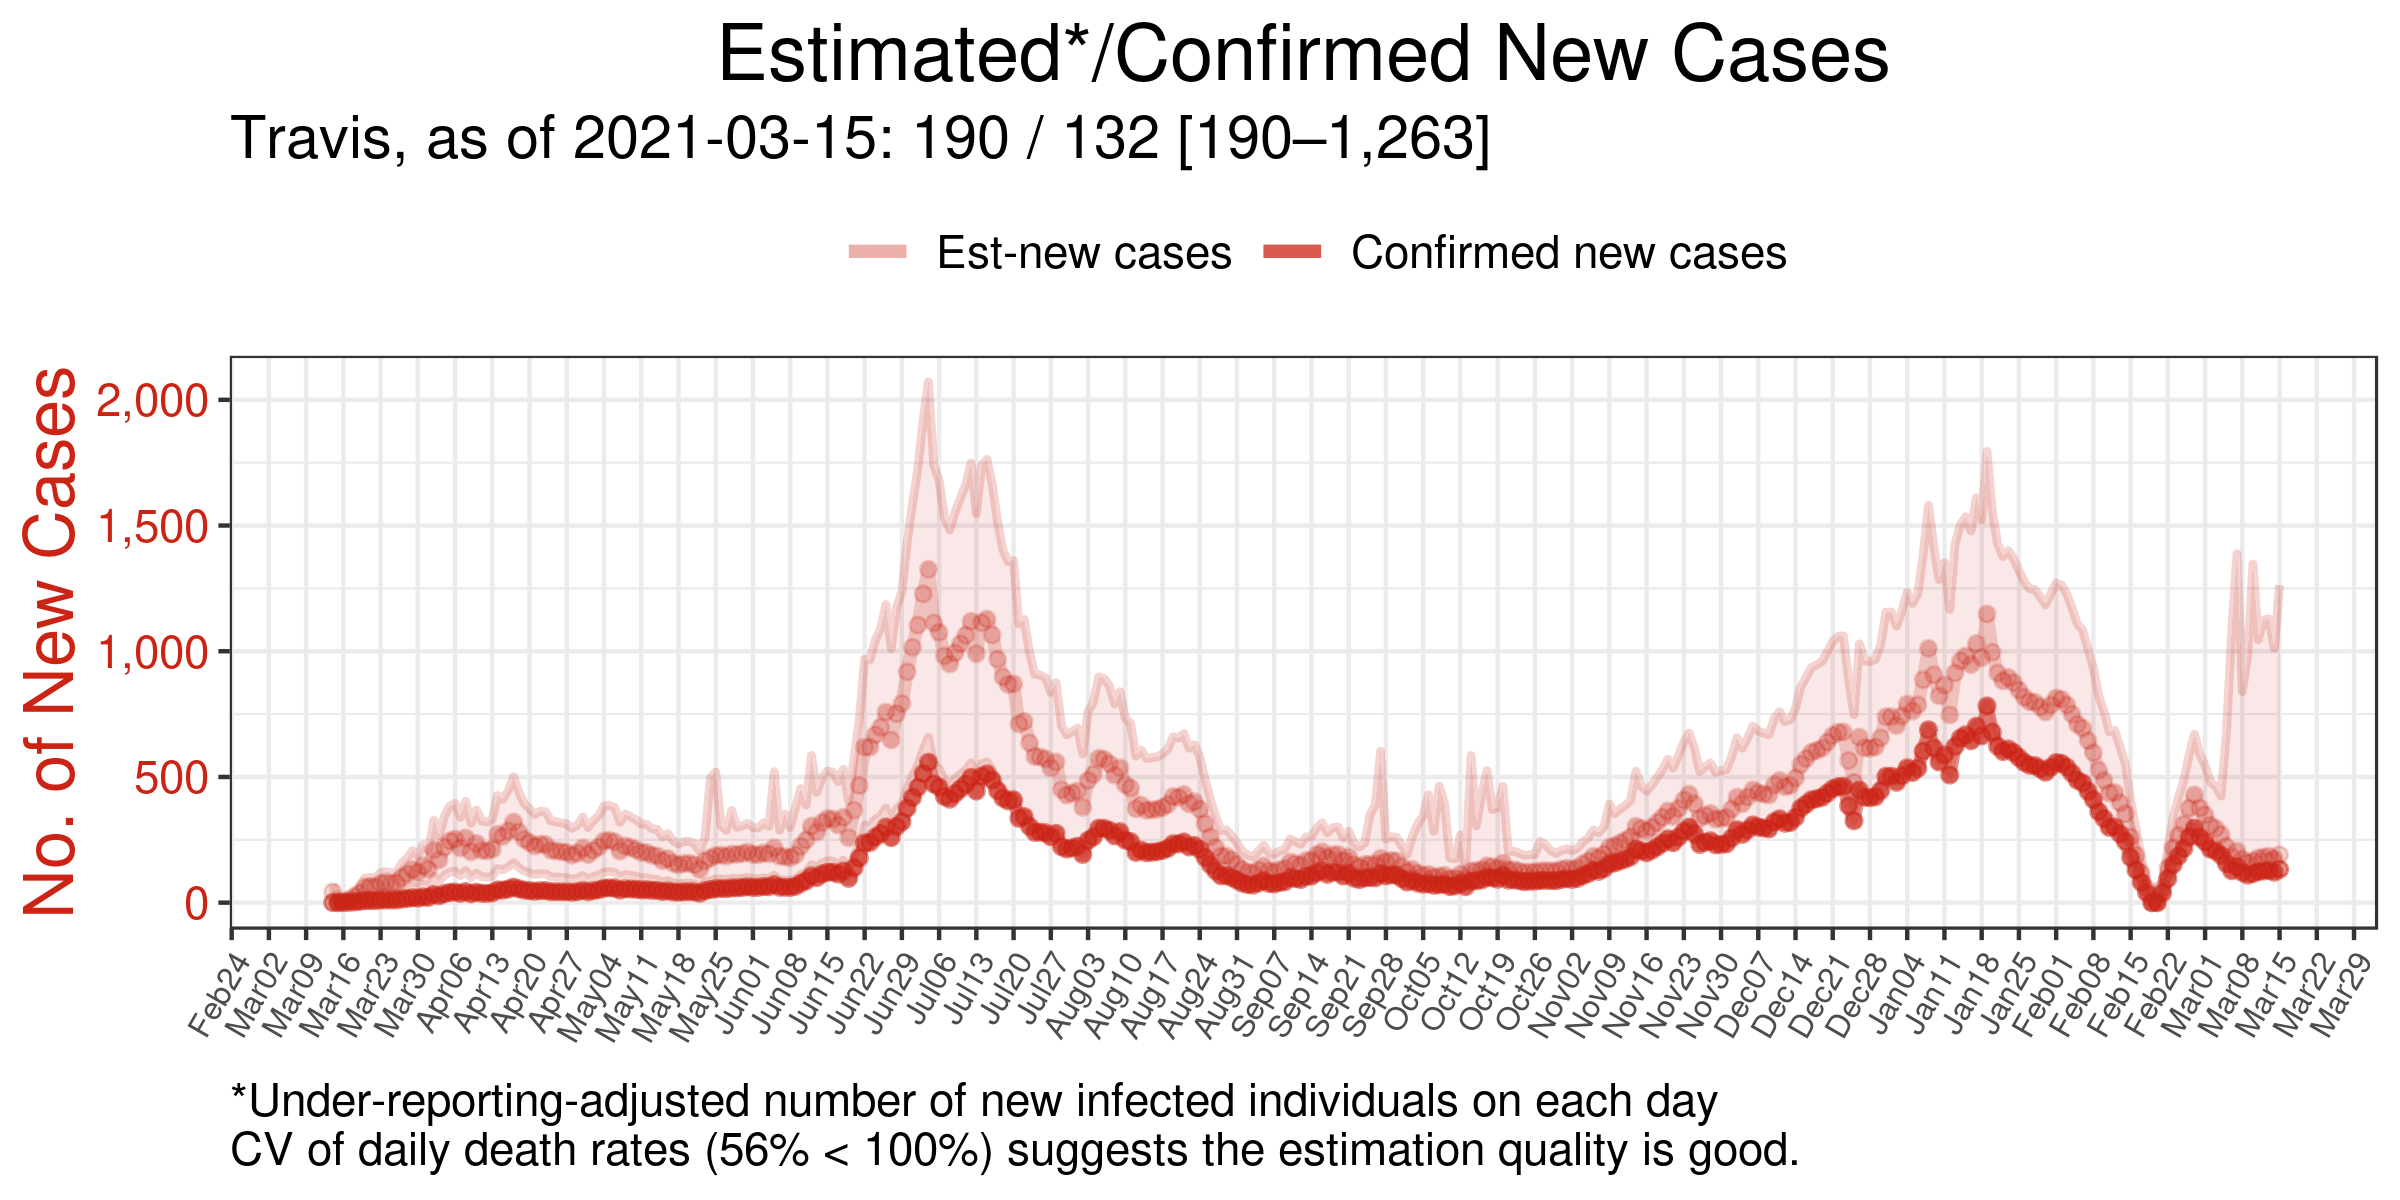 Estimated*/Confirmed New Cases
Travis, as of 2021-03-15: 190 / 132 [190–1,263]
Est-new cases Confirmed new cases
No. of New Cases
2,000
1,500
1,000
500
0
Feb24 Mar02 Mar09 Mar16 Mar23 Mar30 Apr06 Apr13 Apr20 Apr27 May04 May11 May18 May25 Jun01 Jun08 Jun15 Jun22 Jun29 Jul06 Jul13 Jul20 Jul27 Aug03 Aug10 Aug17 Aug24 Aug31 Sep07 Sep14 Sep21 Sep28 Oct05 Oct12 Oct19 Oct26 Nov02 Nov09 Nov16 Nov23 Nov30 Dec07 Dec14 Dec21 Dec28 Jan04 Jan11 Jan18 Jan25 Feb01 Feb08 Feb15 Feb22 Mar01 Mar08 Mar15 Mar22 Mar29
*Under-reporting-adjusted number of new infected individuals on each day
CV of daily death rates (56% < 100%) suggests the estimation quality is good.